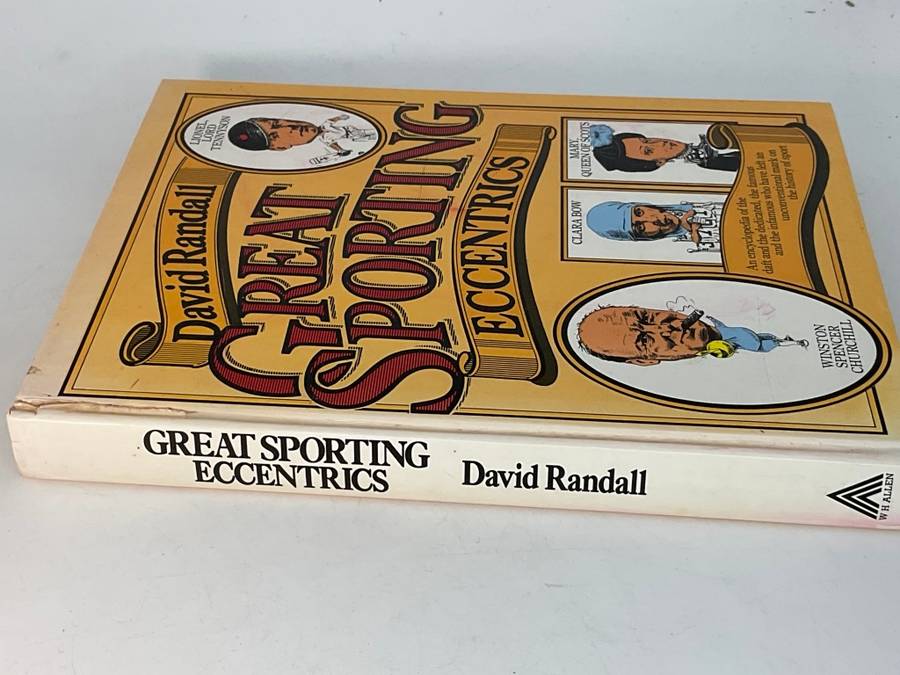 David Randall
GREAT
SPORTING
ECCENTRICS
LIONEL
LORD
TENNYSON
MARY,
QUEEN OF SCOTS
CLARA BOW
An encyclopedia of the
daft and the dedicated, the famous
and the infamous who have left an
unconventional mark on
the history of sport
WINSTON
SPENCER
CHURCHILL
GREAT SPORTING
ECCENTRICS
David Randall
W H ALLEN